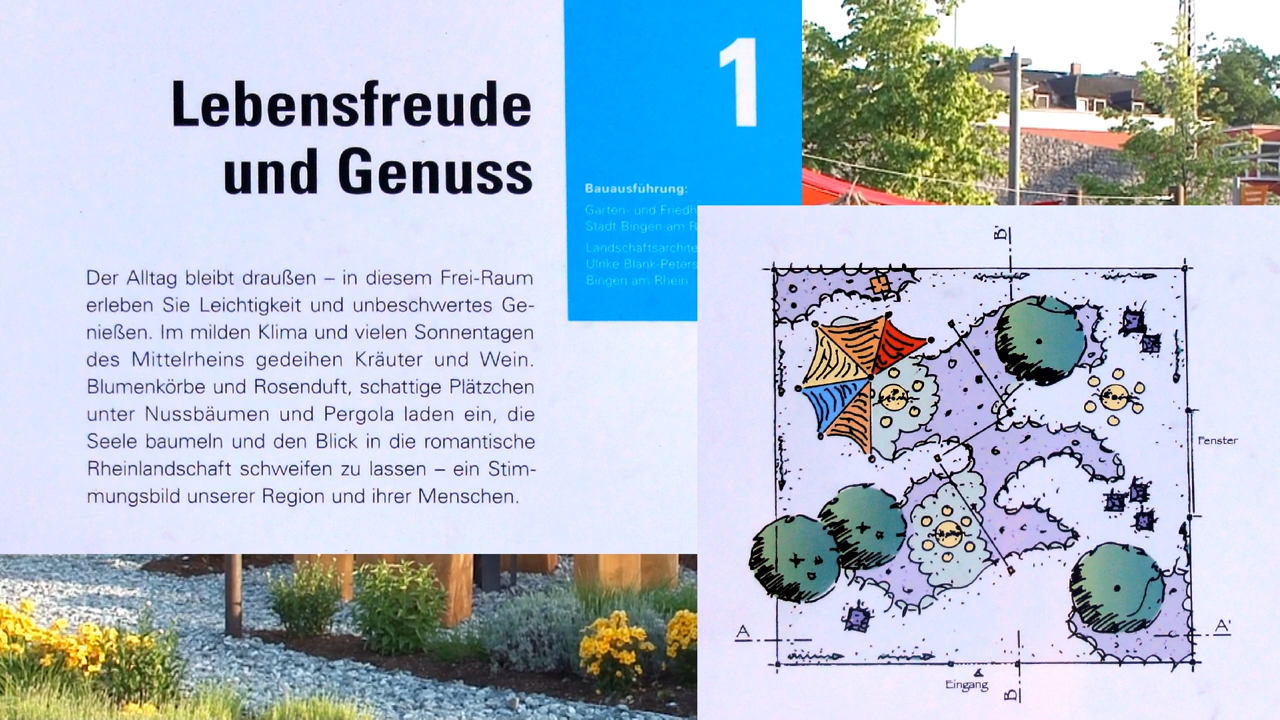 Lebensfreude
und Genuss
1
Bauausführung:
Garten- und Friedh
Stadt Bingen am R
Landschaftsarchite
Ulrike Blank-Peters
Bingen am Rhein
Der Alltag bleibt draußen – in diesem Frei-Raum
erleben Sie Leichtigkeit und unbeschwertes Ge-
nießen. Im milden Klima und vielen Sonnentagen
des Mittelrheins gedeihen Kräuter und Wein.
Blumenkörbe und Rosenduft, schattige Plätzchen
unter Nussbäumen und Pergola laden ein, die
Seele baumeln und den Blick in die romantische
Rheinlandschaft schweifen zu lassen – ein Stim-
mungsbild unserer Region und ihrer Menschen.
B'
Fenster
A
A'
Eingang
B